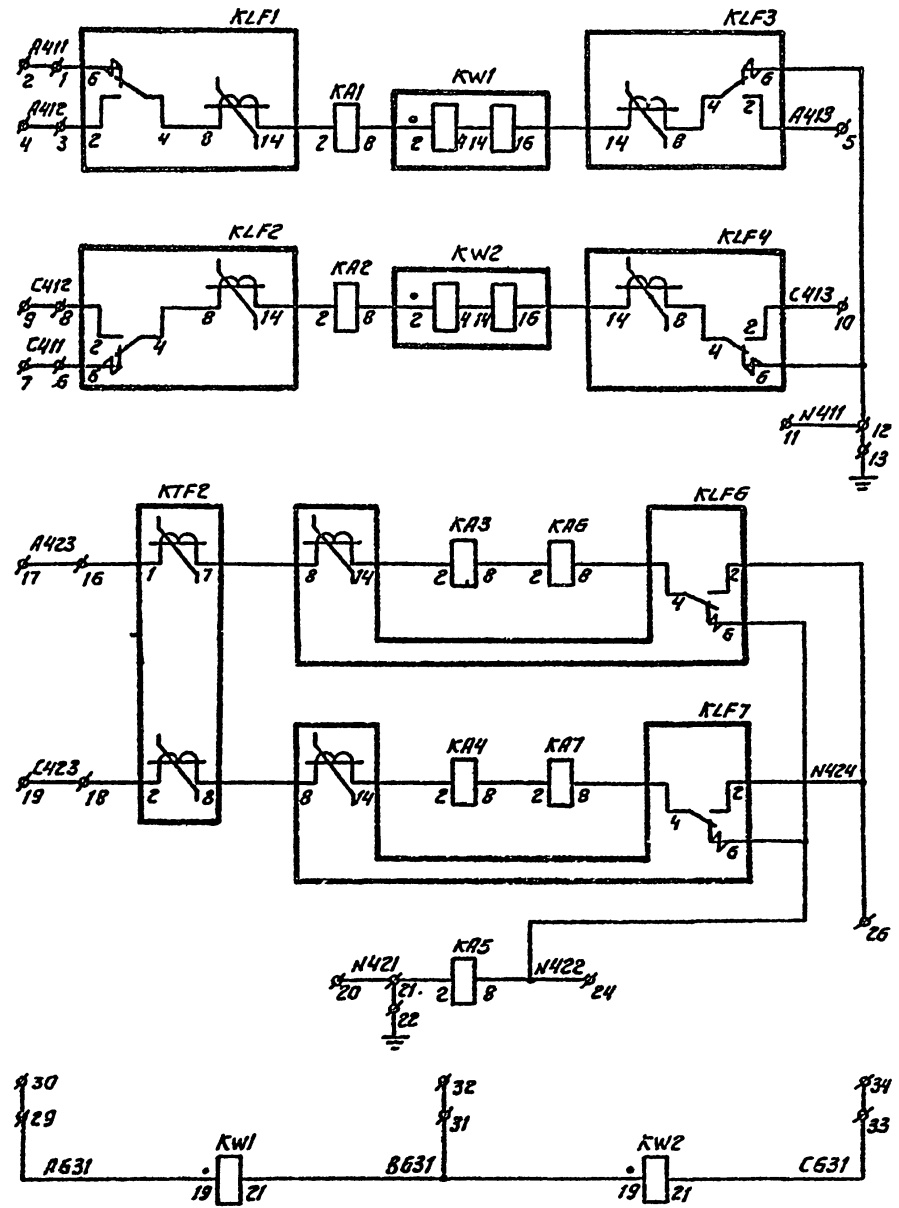 KLF1 KLF3
A411
2 1 6 KA1 KW1 6
A412 4 2 A413
4 3 2 4 8 14 2 8 2 4 14 16 14 8 5
KLF2 KLF4
KA2 KW2
C412 C413
9 8 8 14 2 8 2 4 14 16 14 8 2 10
C411 2 4 4
7 6 6 6
N411
11 12
13
KTF2 KLF6
A423 KA3 KA6
17 16 1 7 8 14 2 8 2 8 2
4
6
KLF7
C423 KA4 KA7 N424
19 18 2 8 8 14 2 8 2 8 2
4
6
26
N421 KA5 N422
20 21. 2 8 24
22
30 32 34
29 31 33
KW1 KW2
A631 B631 C631
19 21 19 21